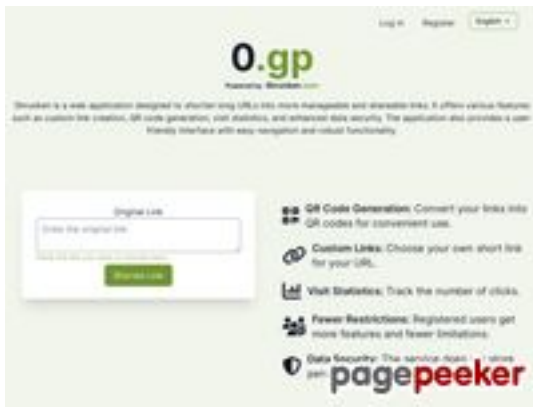 Log in Register English
0.gp
Powered by
Shrunken is a web application designed to shorten long URLs into more manageable and shareable links. It offers various features
such as custom link creation, QR code generation, visit statistics, and enhanced data security. The application also provides a user-
friendly interface with easy navigation and robust functionality.
Original Link
Enter the original link
Shorten Link
QR Code Generation: Convert your links into
QR codes for convenient use.
Custom Links: Choose your own short link
for your URL.
Visit Statistics: Track the number of clicks.
Fewer Restrictions: Registered users get
more features and fewer limitations.
Data Security: The service does store
pagepeeker